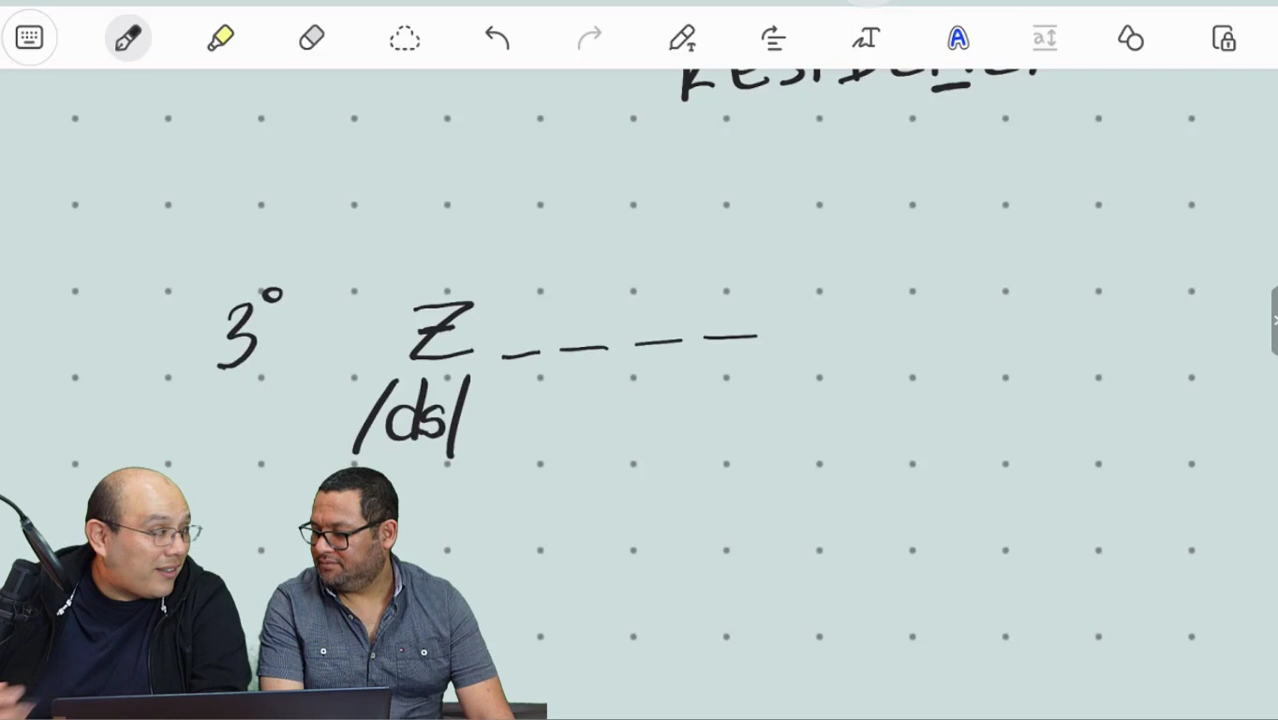 3° Z _ _ _ _
/ds/